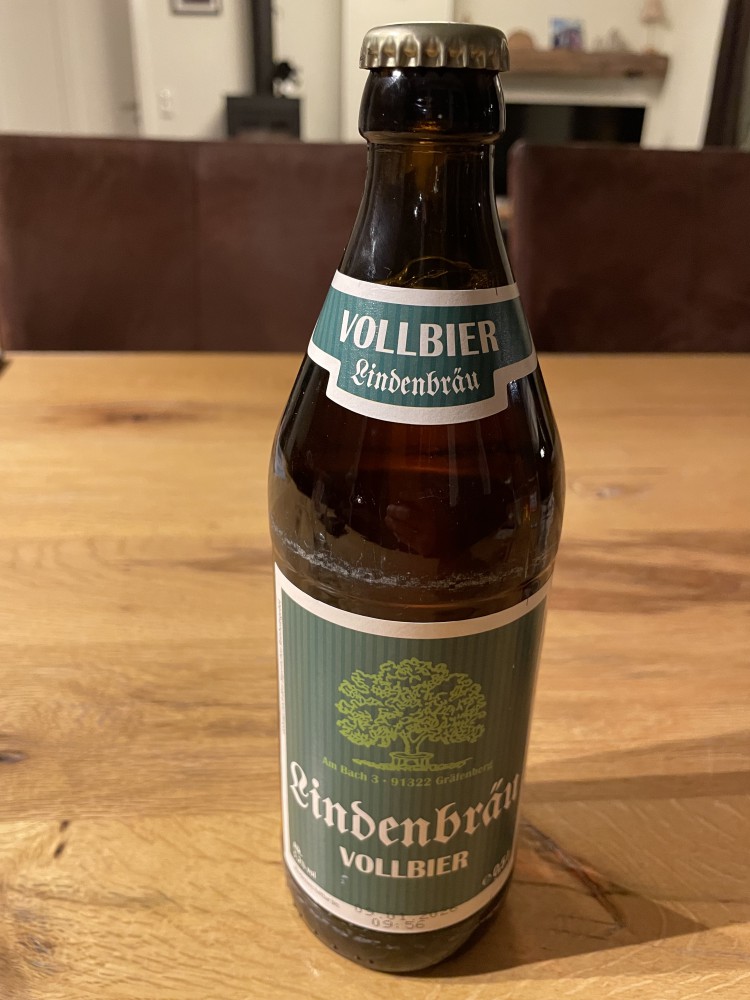 VOLLBIER
Lindenbräu
Am Bach 3 · 91322 Gräfenberg
Lindenbräu
VOLLBIER
09:56